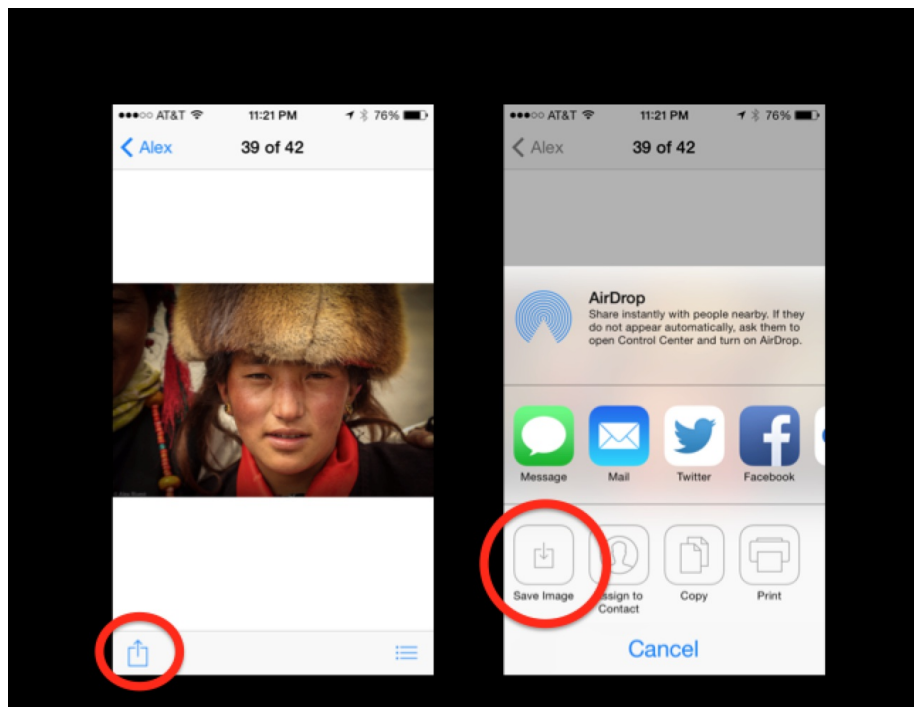 AT&T 11:21 PM 76%
Alex 39 of 42
AT&T 11:21 PM 76%
Alex 39 of 42
AirDrop
Share instantly with people nearby. If they
do not appear automatically, ask them to
open Control Center and turn on AirDrop.
Message Mail Twitter Facebook
Save Image
Contact
Copy
Print
Cancel